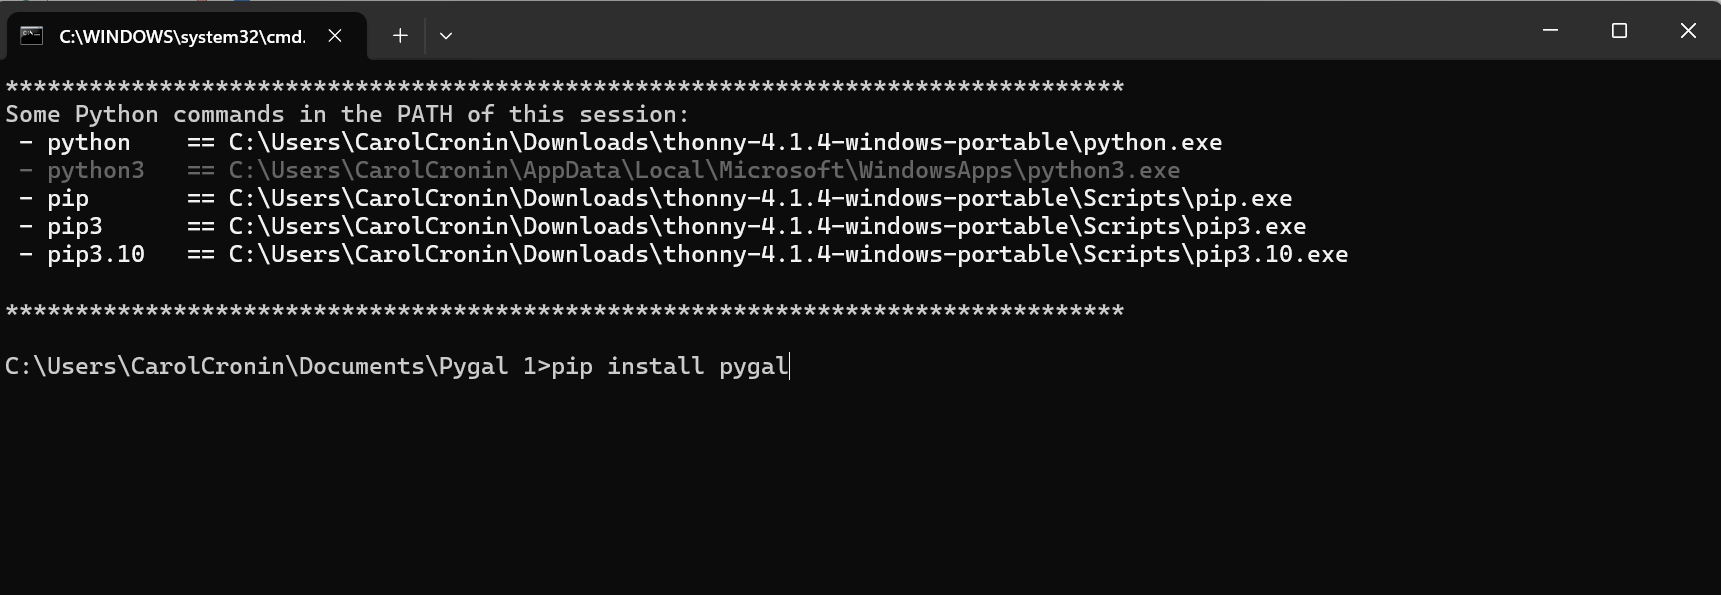 C:\WINDOWS\system32\cmd.
********************************************************************************
Some Python commands in the PATH of this session:
 - python    == C:\Users\CarolCronin\Downloads\thonny-4.1.4-windows-portable\python.exe
 - python3   == C:\Users\CarolCronin\AppData\Local\Microsoft\WindowsApps\python3.exe
 - pip       == C:\Users\CarolCronin\Downloads\thonny-4.1.4-windows-portable\Scripts\pip.exe
 - pip3      == C:\Users\CarolCronin\Downloads\thonny-4.1.4-windows-portable\Scripts\pip3.exe
 - pip3.10   == C:\Users\CarolCronin\Downloads\thonny-4.1.4-windows-portable\Scripts\pip3.10.exe
********************************************************************************
C:\Users\CarolCronin\Documents\Pygal 1>pip install pygal